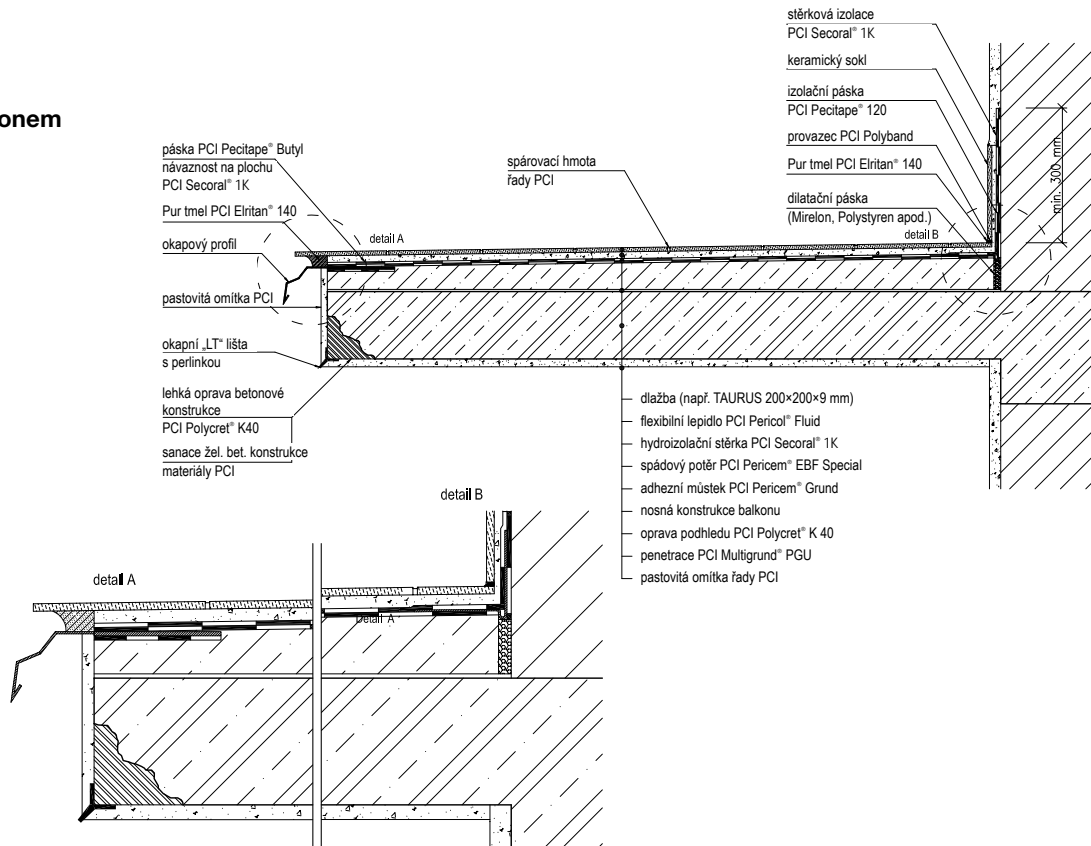 onem
stěrková izolace
PCI Secoral® 1K
keramický sokl
izolační páska
PCI Pecitape® 120
provazec PCI Polyband
Pur tmel PCI Elritan® 140
dilatační páska
(Mirelon, Polystyren apod.)
min. 300 mm
páska PCI Pecitape® Butyl
návaznost na plochu
PCI Secoral® 1K
Pur tmel PCI Elritan® 140
okapový profil
pastovitá omítka PCI
okapní „LT“ lišta
s perlinkou
lehká oprava betonové
konstrukce
PCI Polycret® K40
sanace žel. bet. konstrukce
materiály PCI
spárovací hmota
řady PCI
detail A
detail B
dlažba (např. TAURUS 200×200×9 mm)
flexibilní lepidlo PCI Pericol® Fluid
hydroizolační stěrka PCI Secoral® 1K
spádový potěr PCI Pericem® EBF Special
adhezní můstek PCI Pericem® Grund
nosná konstrukce balkonu
oprava podhledu PCI Polycret® K 40
penetrace PCI Multigrund® PGU
pastovitá omítka řady PCI
detail B
detail A
Detail A